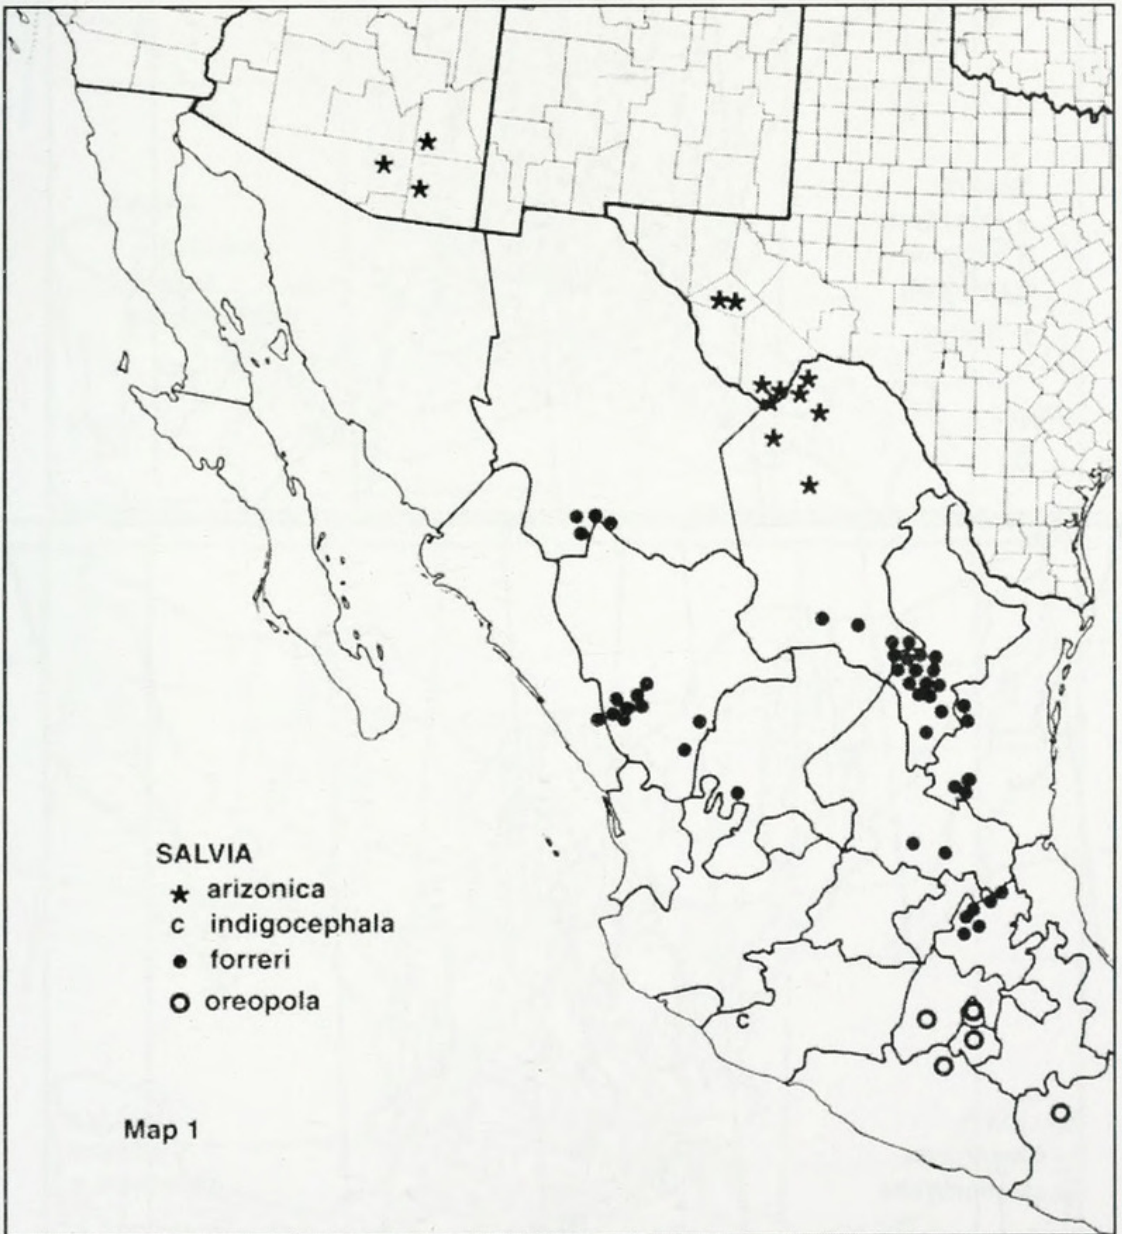 SALVIA
★ arizonica
c indigocephala
● forreri
○ oreopola
c
Map 1